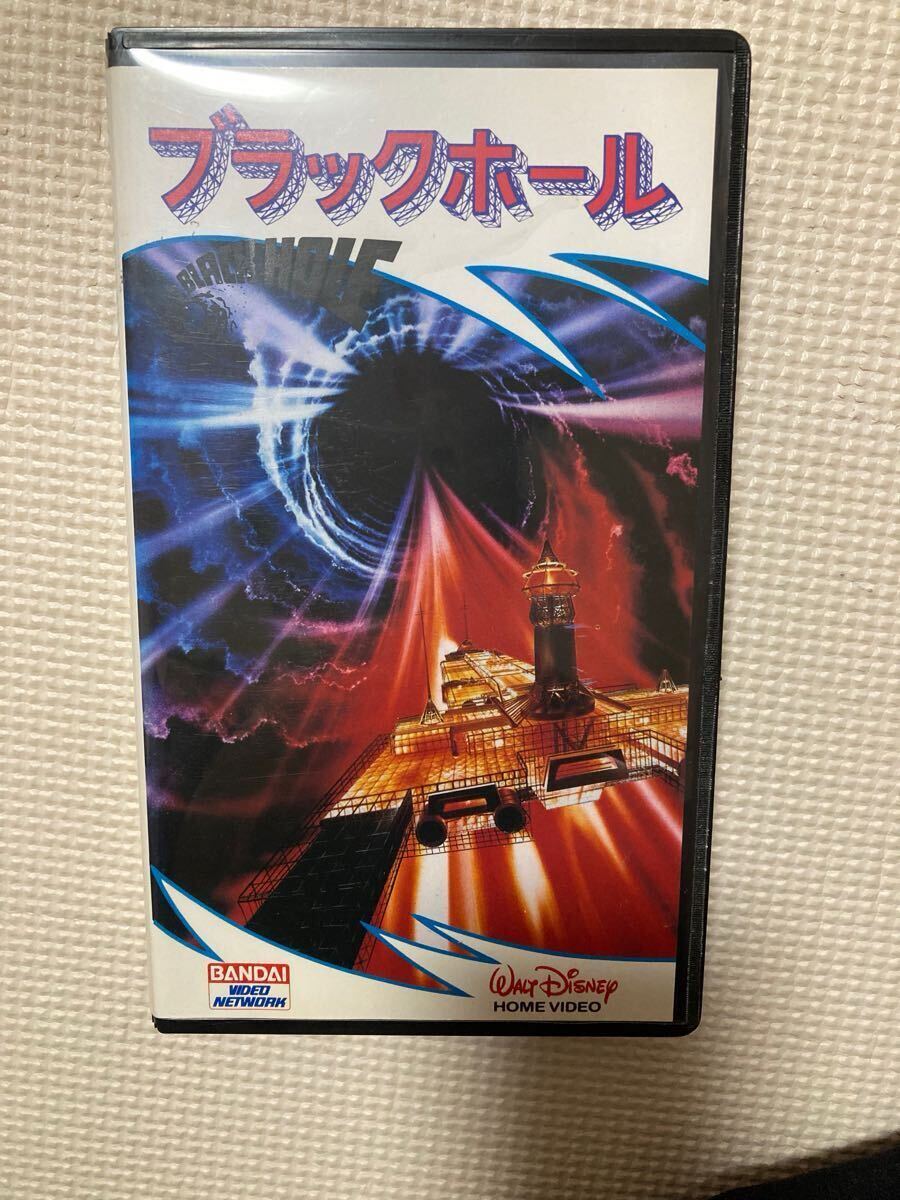 ブラックホール
BLACK HOLE
BANDAI
VIDEO
NETWORK
WALT DISNEY
HOME VIDEO